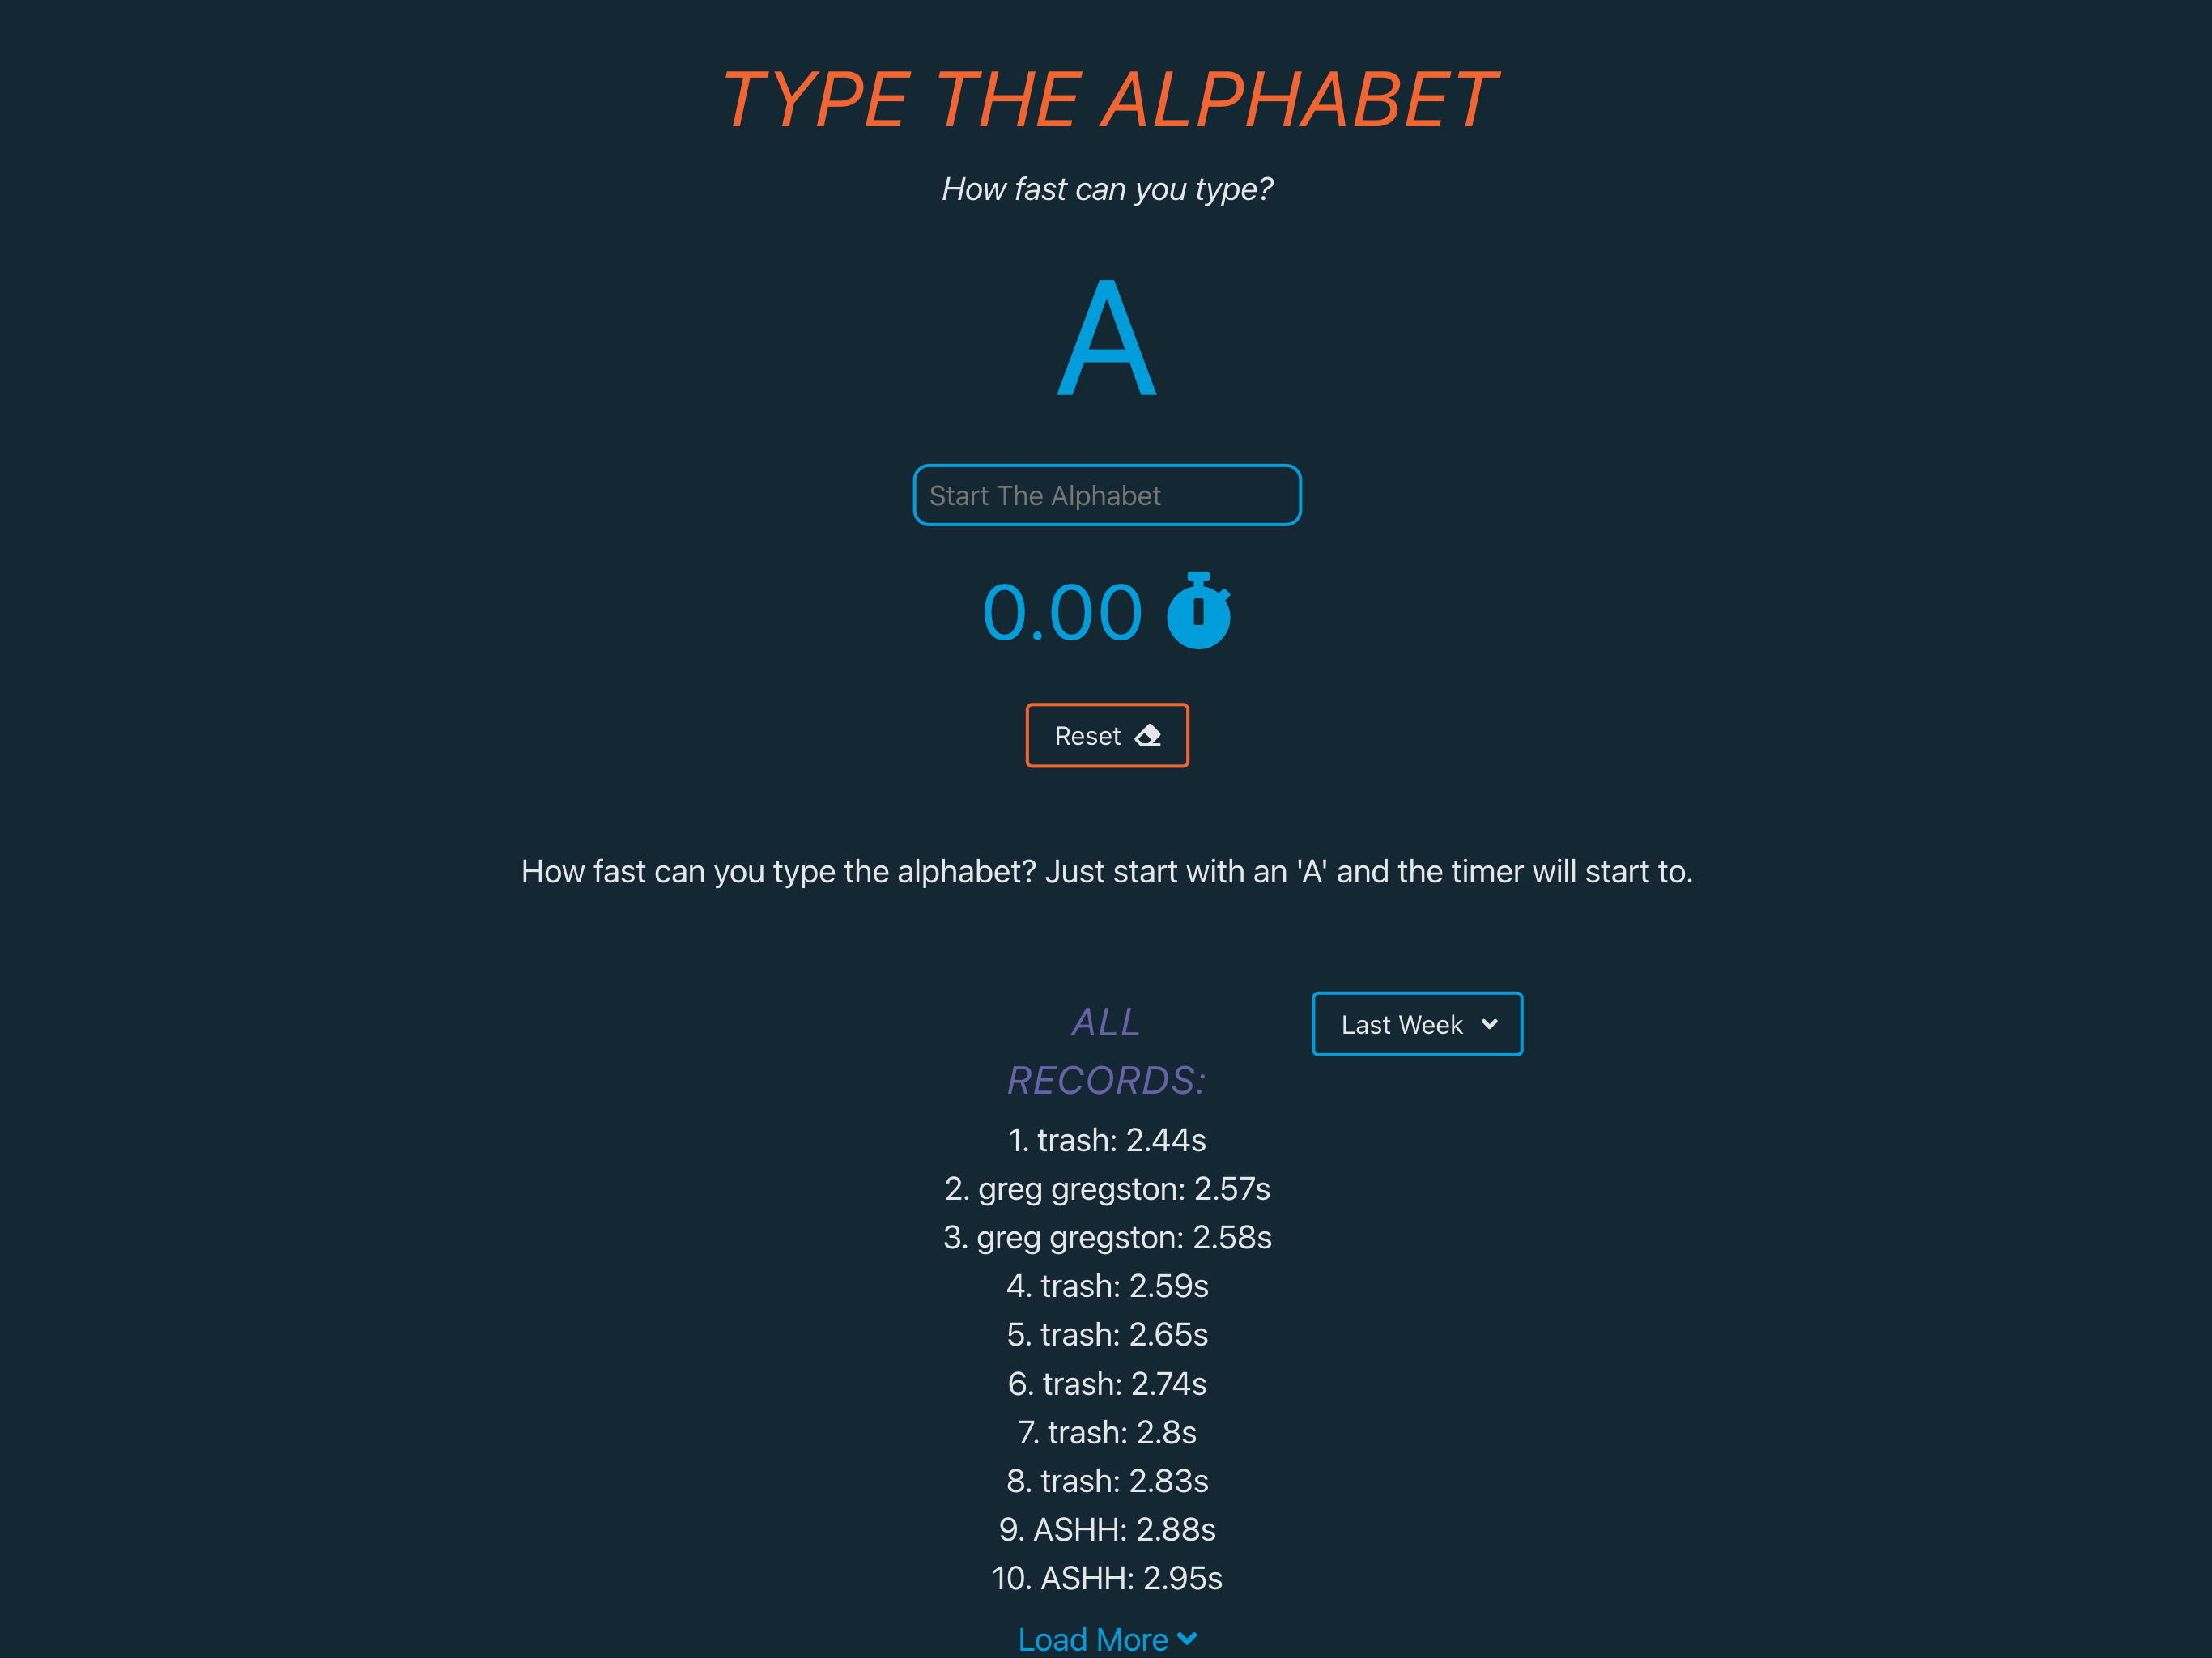 TYPE THE ALPHABET
How fast can you type?
A
Start The Alphabet
0.00
Reset
How fast can you type the alphabet? Just start with an 'A' and the timer will start to.
ALL
RECORDS:
Last Week
1. trash: 2.44s
2. greg gregston: 2.57s
3. greg gregston: 2.58s
4. trash: 2.59s
5. trash: 2.65s
6. trash: 2.74s
7. trash: 2.8s
8. trash: 2.83s
9. ASHH: 2.88s
10. ASHH: 2.95s
Load More